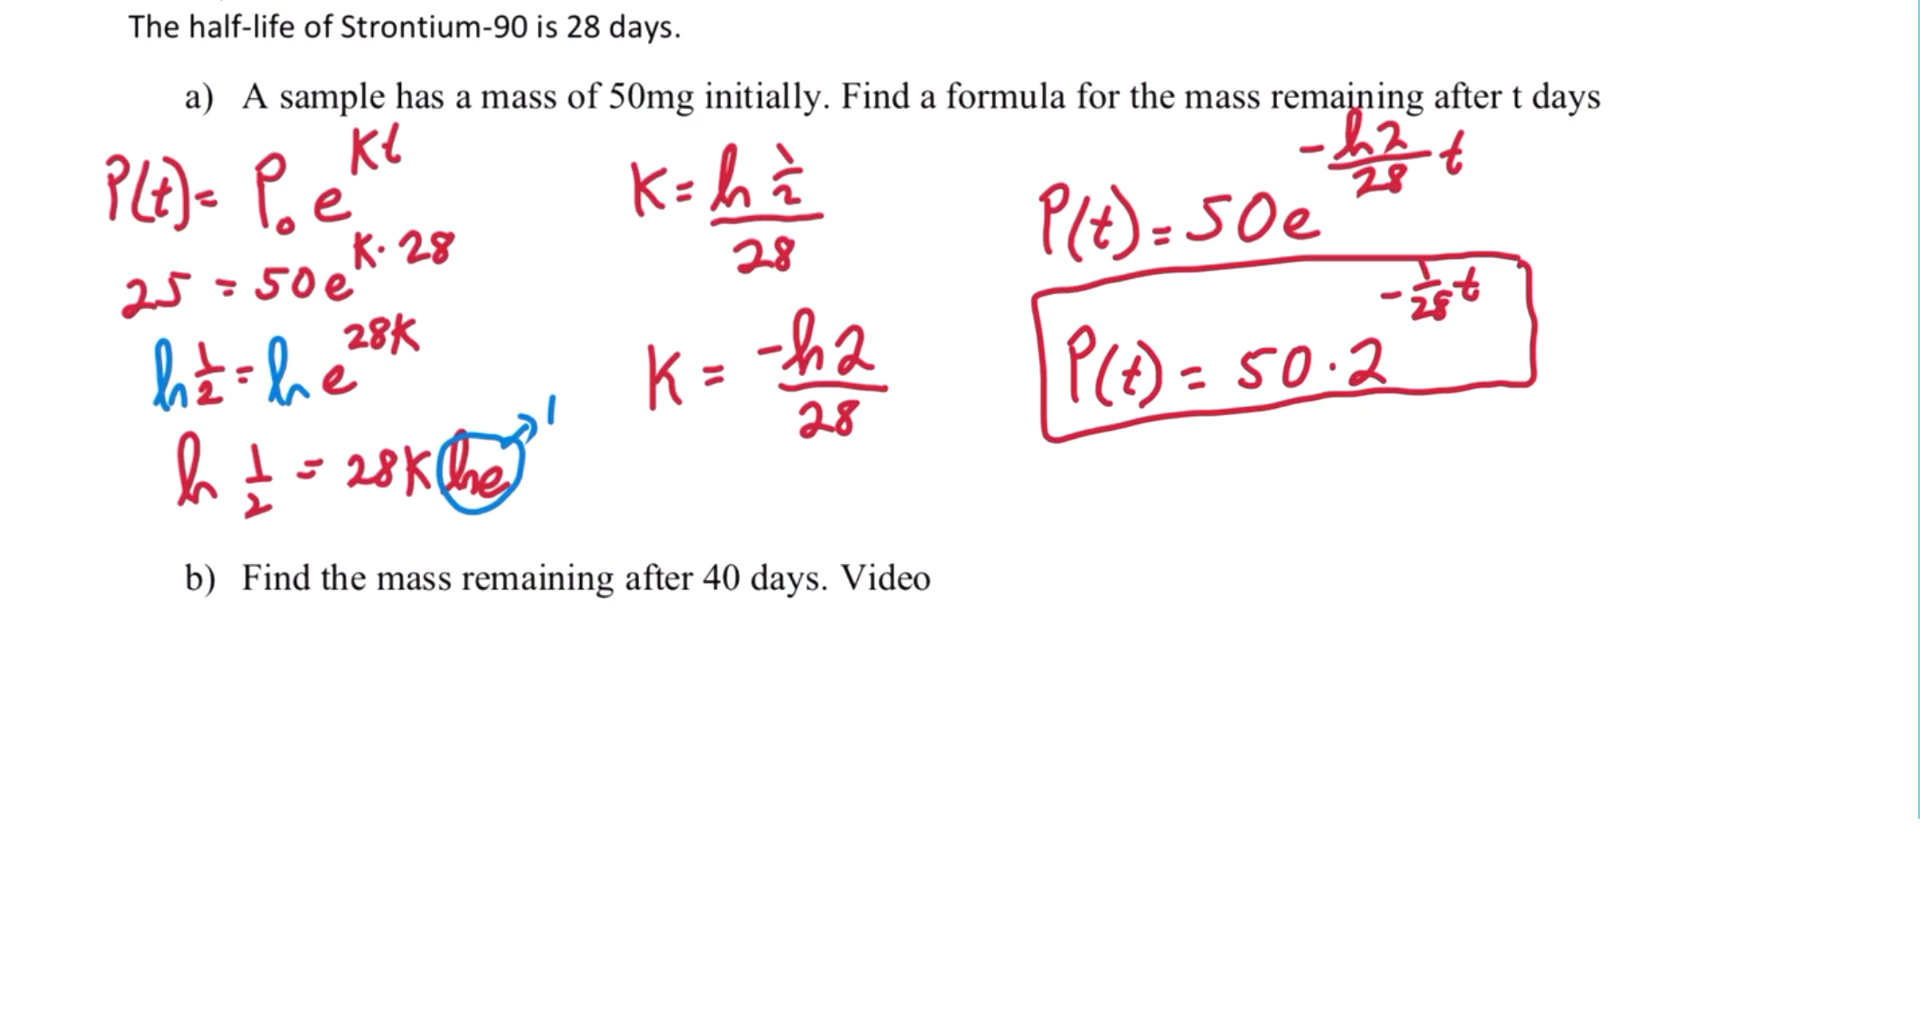 The half-life of Strontium-90 is 28 days.
a) A sample has a mass of 50mg initially. Find a formula for the mass remaining after t days
P(t) = P₀ e^{Kt}
25 = 50e^{K·28}
ln 1/2 = ln e^{28K}
ln 1/2 = 28K(lne) → 1
K = ln 1/2 / 28
K = -ln2 / 28
P(t) = 50e^{-ln2/28 t}
P(t) = 50·2^{-1/28 t}
b) Find the mass remaining after 40 days. Video